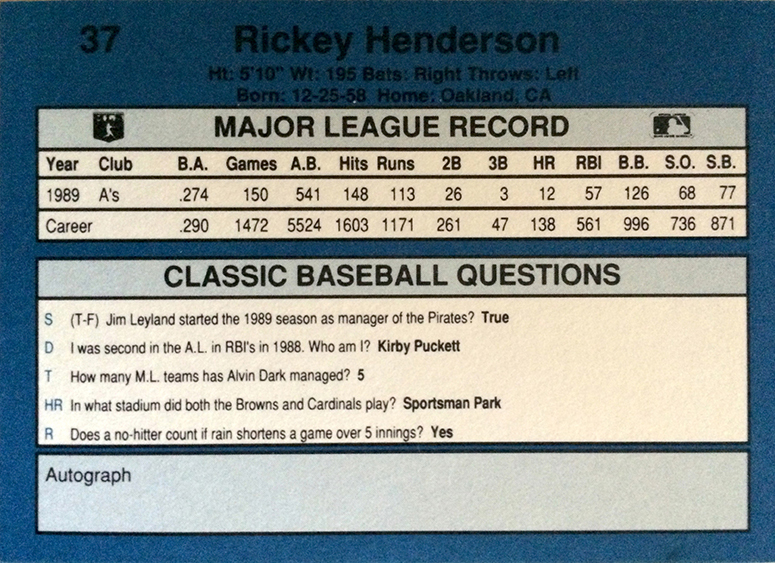 37 Rickey Henderson
Ht: 5'10" Wt: 195 Bats: Right Throws: Left
Born: 12-25-58 Home: Oakland, CA
MAJOR LEAGUE RECORD
Year Club B.A. Games A.B. Hits Runs 2B 3B HR RBI B.B. S.O. S.B.
1989 A's .274 150 541 148 113 26 3 12 57 126 68 77
Career .290 1472 5524 1603 1171 261 47 138 561 996 736 871
CLASSIC BASEBALL QUESTIONS
S (T-F) Jim Leyland started the 1989 season as manager of the Pirates? True
D I was second in the A.L. in RBI's in 1988. Who am I? Kirby Puckett
T How many M.L. teams has Alvin Dark managed? 5
HR In what stadium did both the Browns and Cardinals play? Sportsman Park
R Does a no-hitter count if rain shortens a game over 5 innings? Yes
Autograph